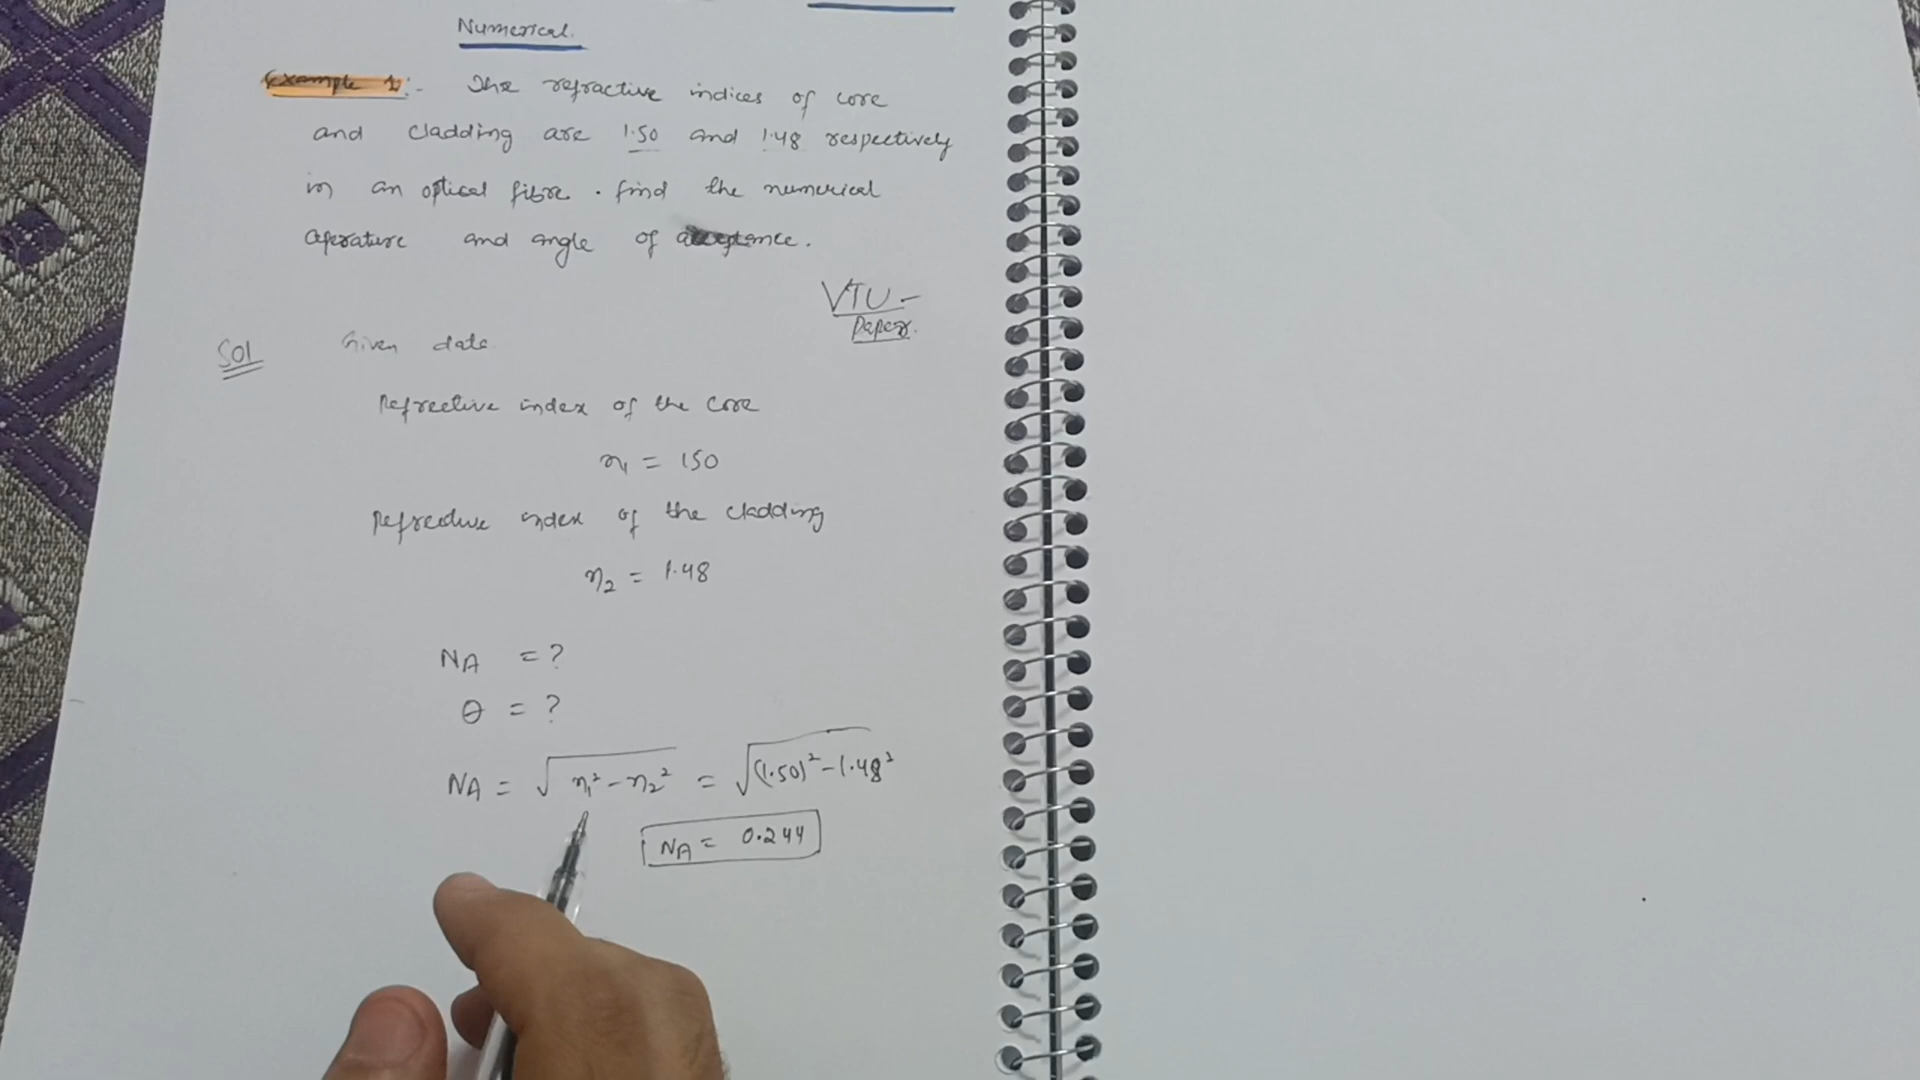 Numerical.
Example 1:- The refractive indices of core
and cladding are 1.50 and 1.48 respectively
in an optical fibre. find the numerical
aperature and angle of acceptance.
VTU -
Paper.
Sol Given data
Refrective index of the core
n1 = 150
Refrective index of the cladding
n2 = 1.48
NA = ?
θ = ?
NA = √n1² - n2² = √(1.50)² - 1.48²
NA = 0.244